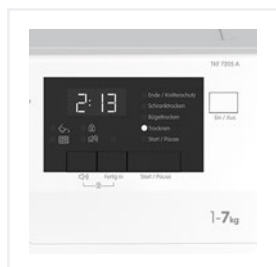 TKF 7205 A
Ende / Knitterschutz
2:13
Schranktrocken
Bügeltrocken
Trocknen
Start / Pause
Ein / Aus
Fertig in
Start / Pause
1-7kg